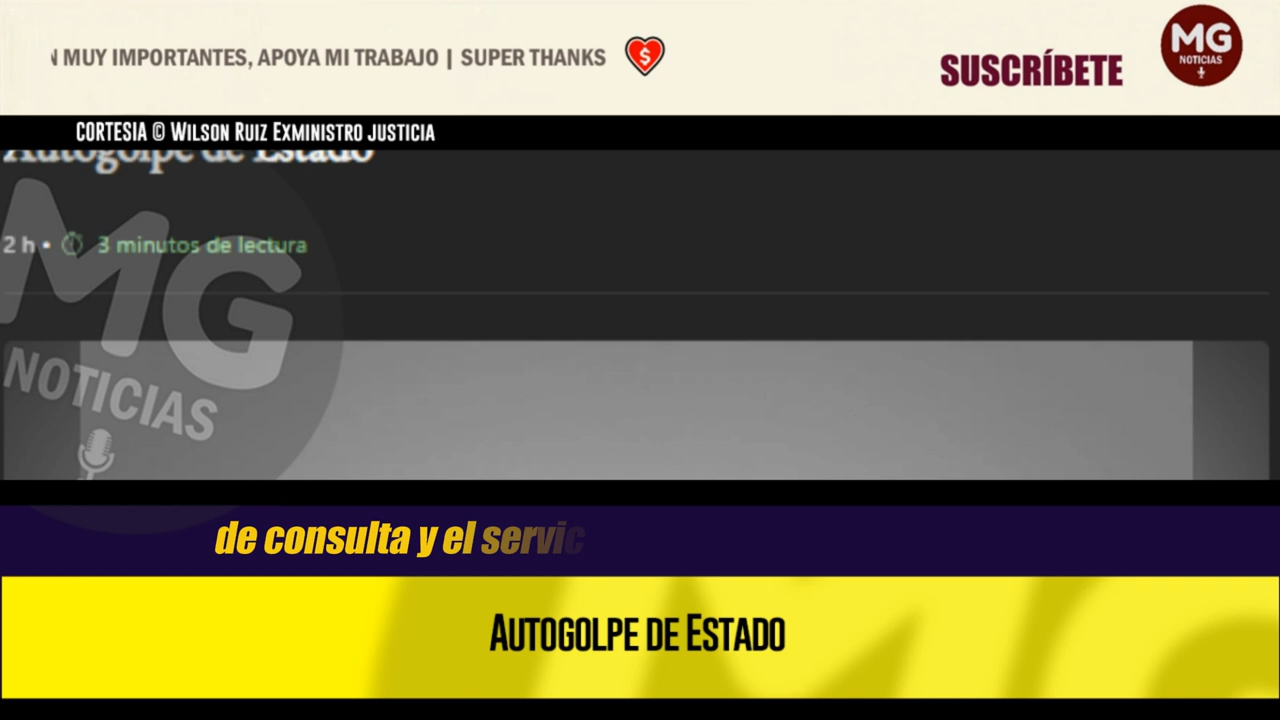 MUY IMPORTANTES, APOYA MI TRABAJO | SUPER THANKS
$
SUSCRÍBETE
MG
NOTICIAS
CORTESIA © WILSON RUIZ EXMINISTRO JUSTICIA
Autogolpe de Estado
2 h • 3 minutos de lectura
MG
NOTICIAS
de consulta y el servic
AUTOGOLPE DE ESTADO